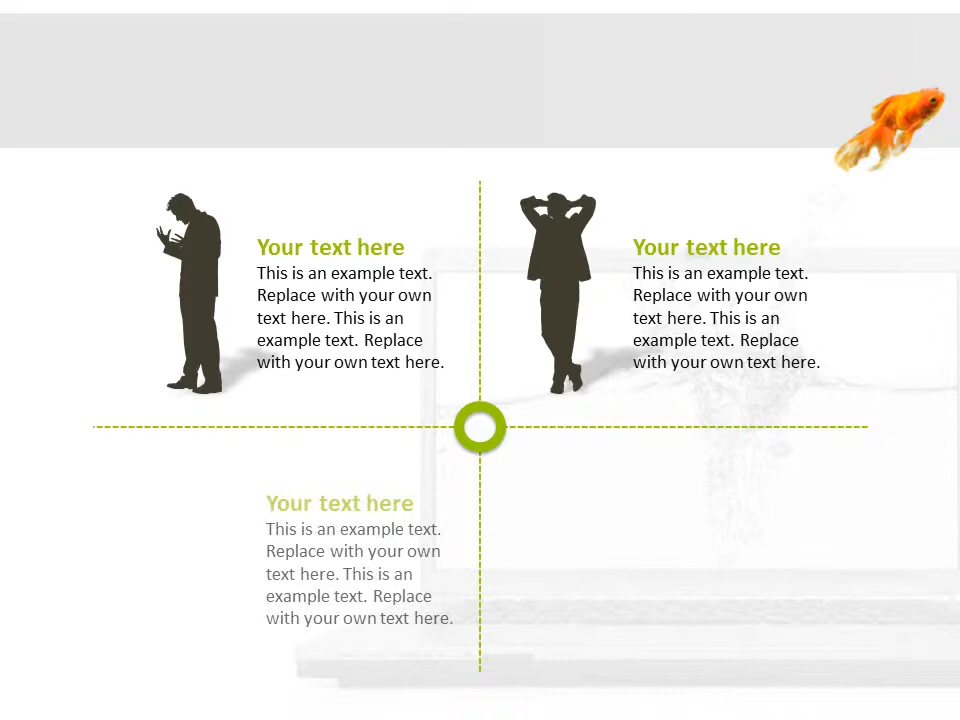 Your text here
This is an example text.
Replace with your own
text here. This is an
example text. Replace
with your own text here.
Your text here
This is an example text.
Replace with your own
text here. This is an
example text. Replace
with your own text here.
Your text here
This is an example text.
Replace with your own
text here. This is an
example text. Replace
with your own text here.